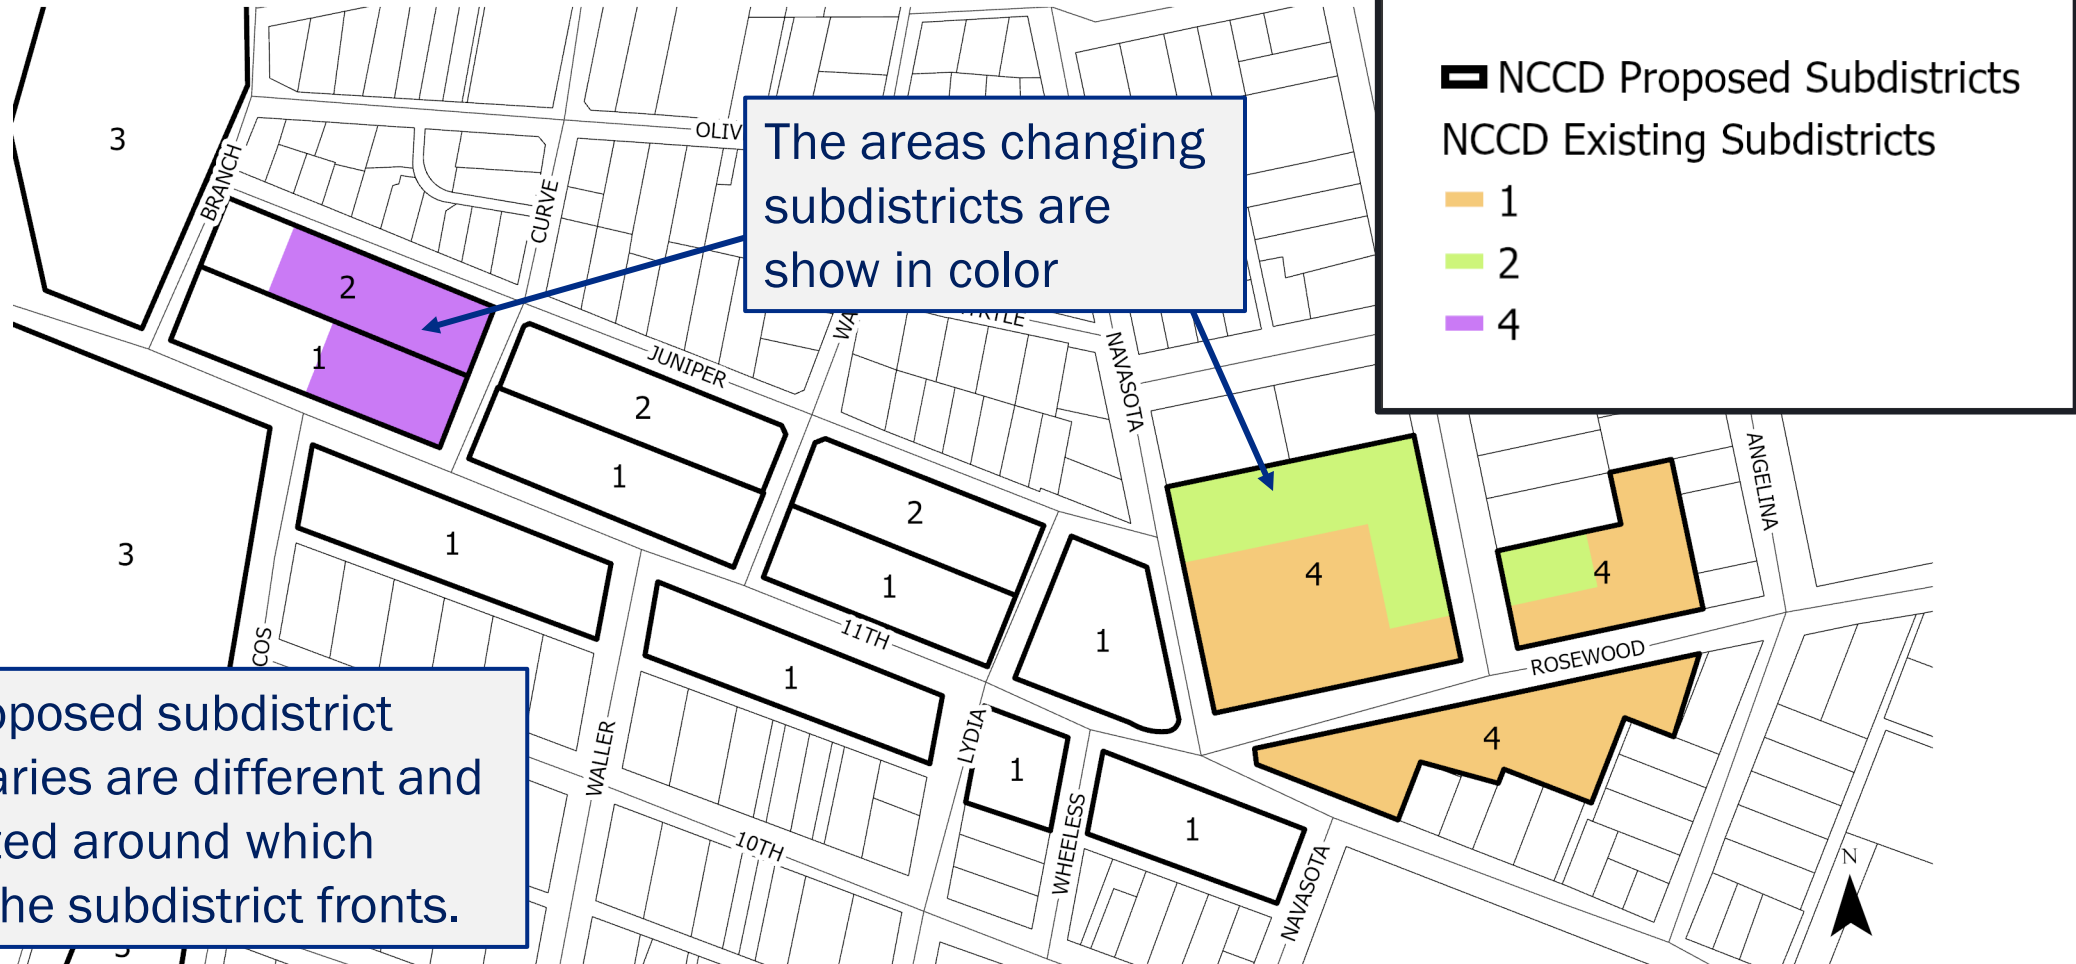 NCCD Proposed Subdistricts
NCCD Existing Subdistricts
1
2
4
The areas changing
subdistricts are
show in color
3
BRANCH
CURVE
OLIV
2
1
JUNIPER
WA
NAVASOTA
ANGELINA
2
1
2
1
1
4
4
3
1
11TH
1
ROSEWOOD
4
COS
WALLER
LYDIA
1
WHEELESS
1
NAVASOTA
10TH
N
oposed subdistrict
aries are different and
ted around which
he subdistrict fronts.